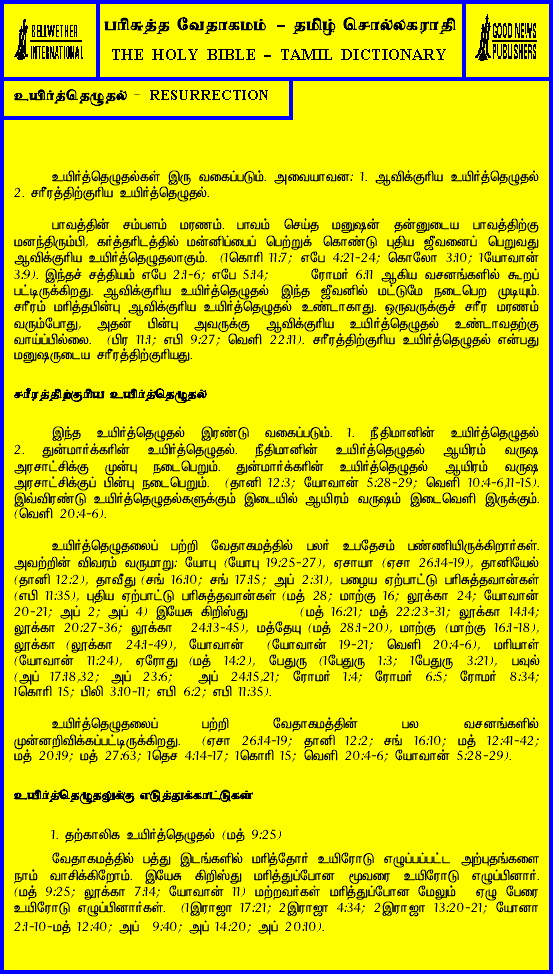 BELLWETHER
INTERNATIONAL
பரிசுத்த வேதாகமம் - தமிழ் சொல்லகராதி
THE HOLY BIBLE - TAMIL DICTIONARY
GOOD NEWS
PUBLISHERS
உயிர்த்தெழுதல் - RESURRECTION
உயிர்த்தெழுதல்கள் இரு வகைப்படும். அவையாவன: 1. ஆவிக்குரிய உயிர்த்தெழுதல்
2. சரீரத்திற்குரிய உயிர்த்தெழுதல்.
பாவத்தின் சம்பளம் மரணம். பாவம் செய்த மனுஷன் தன்னுடைய பாவத்திற்கு
மனந்திரும்பி, கர்த்தரிடத்தில் மன்னிப்பைப் பெற்றுக் கொண்டு புதிய ஜீவனைப் பெறுவது
ஆவிக்குரிய உயிர்த்தெழுதலாகும். (1கொரி 11:7; எபே 4:21-24; கொலோ 3:10; 1யோவான்
3:9). இந்தச் சத்தியம் எபே 2:1-6; எபே 5:14; ரோமர் 6:11 ஆகிய வசனங்களில் கூறப்
பட்டிருக்கிறது. ஆவிக்குரிய உயிர்த்தெழுதல் இந்த ஜீவனில் மட்டுமே நடைபெற முடியும்.
சரீரம் மரித்தபின்பு ஆவிக்குரிய உயிர்த்தெழுதல் உண்டாகாது. ஒருவருக்குச் சரீர மரணம்
வரும்போது, அதன் பின்பு அவருக்கு ஆவிக்குரிய உயிர்த்தெழுதல் உண்டாவதற்கு
வாய்ப்பில்லை. (பிர 11:1; எபி 9:27; வெளி 22:11). சரீரத்திற்குரிய உயிர்த்தெழுதல் என்பது
மனுஷருடைய சரீரத்திற்குரியது.
சரீரத்திற்குரிய உயிர்த்தெழுதல்
இந்த உயிர்த்தெழுதல் இரண்டு வகைப்படும். 1. நீதிமானின் உயிர்த்தெழுதல்
2. துன்மார்க்கரின் உயிர்த்தெழுதல். நீதிமானின் உயிர்த்தெழுதல் ஆயிரம் வருஷ
அரசாட்சிக்கு முன்பு நடைபெறும். துன்மார்க்கரின் உயிர்த்தெழுதல் ஆயிரம் வருஷ
அரசாட்சிக்குப் பின்பு நடைபெறும். (தானி 12:3; யோவான் 5:28-29; வெளி 10:4-6,11-15).
இவ்விரண்டு உயிர்த்தெழுதல்களுக்கும் இடையில் ஆயிரம் வருஷம் இடைவெளி இருக்கும்.
(வெளி 20:4-6).
உயிர்த்தெழுதலைப் பற்றி வேதாகமத்தில் பலர் உபதேசம் பண்ணியிருக்கிறார்கள்.
அவற்றின் விவரம் வருமாறு: யோபு (யோபு 19:25-27), ஏசாயா (ஏசா 26:14-19), தானியேல்
(தானி 12:2), தாவீது (சங் 16:10; சங் 17:15; அப் 2:31), பழைய ஏற்பாட்டு பரிசுத்தவான்கள்
(எபி 11:35), புதிய ஏற்பாட்டு பரிசுத்தவான்கள் (மத் 28; மாற்கு 16; லூக்கா 24; யோவான்
20-21; அப் 2; அப் 4) இயேசு கிறிஸ்து (மத் 16:21; மத் 22:23-31; லூக்கா 14:14;
லூக்கா 20:27-36; லூக்கா 24:13-45), மத்தேயு (மத் 28:1-20), மாற்கு (மாற்கு 16:1-18),
லூக்கா (லூக்கா 24:1-49), யோவான் (யோவான் 19-21; வெளி 20:4-6), மரியாள்
(யோவான் 11:24), ஏரோது (மத் 14:2), பேதுரு (1பேதுரு 1:3; 1பேதுரு 3:21), பவுல்
(அப் 17:18,32; அப் 23:6; அப் 24:15,21; ரோமர் 1:4; ரோமர் 6:5; ரோமர் 8:34;
1கொரி 15; பிலி 3:10-11; எபி 6:2; எபி 11:35).
உயிர்த்தெழுதலைப் பற்றி வேதாகமத்தின் பல வசனங்களில்
முன்னறிவிக்கப்பட்டிருக்கிறது. (ஏசா 26:14-19; தானி 12:2; சங் 16:10; மத் 12:41-42;
மத் 20:19; மத் 27:63; 1தெச 4:14-17; 1கொரி 15; வெளி 20:4-6; யோவான் 5:28-29).
உயிர்த்தெழுதலுக்கு எடுத்துக்காட்டுகள்
1. தற்காலிக உயிர்த்தெழுதல் (மத் 9:25)
வேதாகமத்தில் பத்து இடங்களில் மரித்தோர் உயிரோடு எழுப்பப்பட்ட அற்புதங்களை
நாம் வாசிக்கிறோம். இயேசு கிறிஸ்து மரித்துப்போன மூவரை உயிரோடு எழுப்பினார்.
(மத் 9:25; லூக்கா 7:14; யோவான் 11) மற்றவர்கள் மரித்துப்போன மேலும் ஏழு பேரை
உயிரோடு எழுப்பினார்கள். (1இராஜா 17:21; 2இராஜா 4:34; 2இராஜா 13:20-21; யோனா
2:1-10-மத் 12:40; அப் 9:40; அப் 14:20; அப் 20:10).